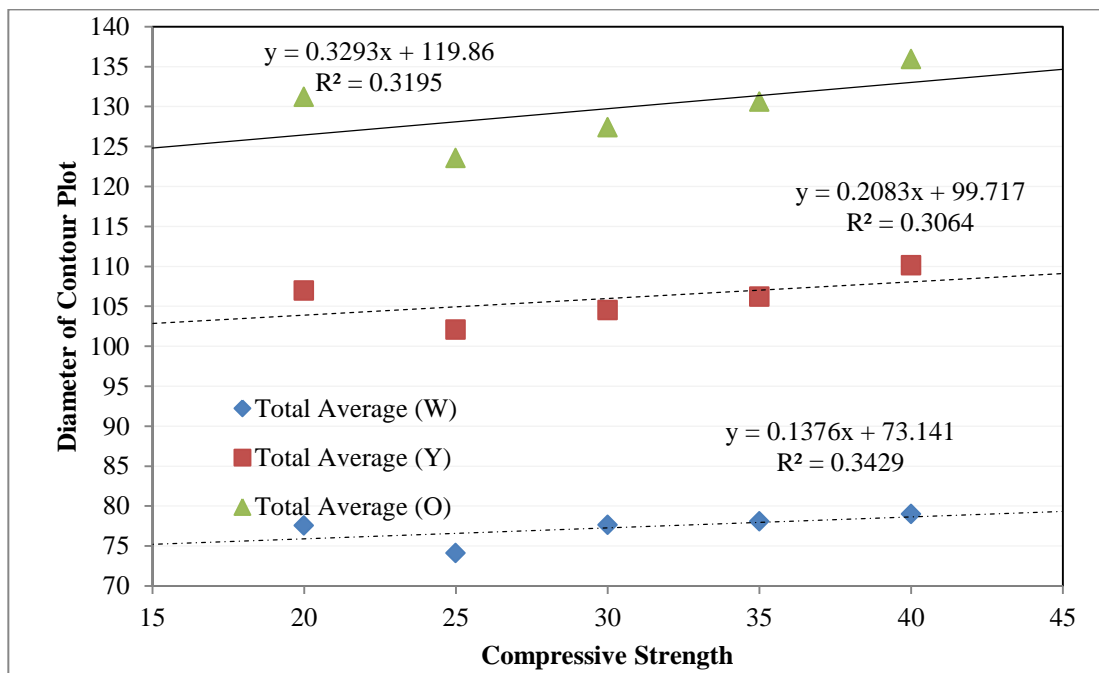 140
135
130
125
120
115
110
105
100
95
90
85
80
75
70
Diameter of Contour Plot
y = 0.3293x + 119.86
R² = 0.3195
y = 0.2083x + 99.717
R² = 0.3064
Total Average (W)
Total Average (Y)
Total Average (O)
y = 0.1376x + 73.141
R² = 0.3429
15 20 25 30 35 40 45
Compressive Strength